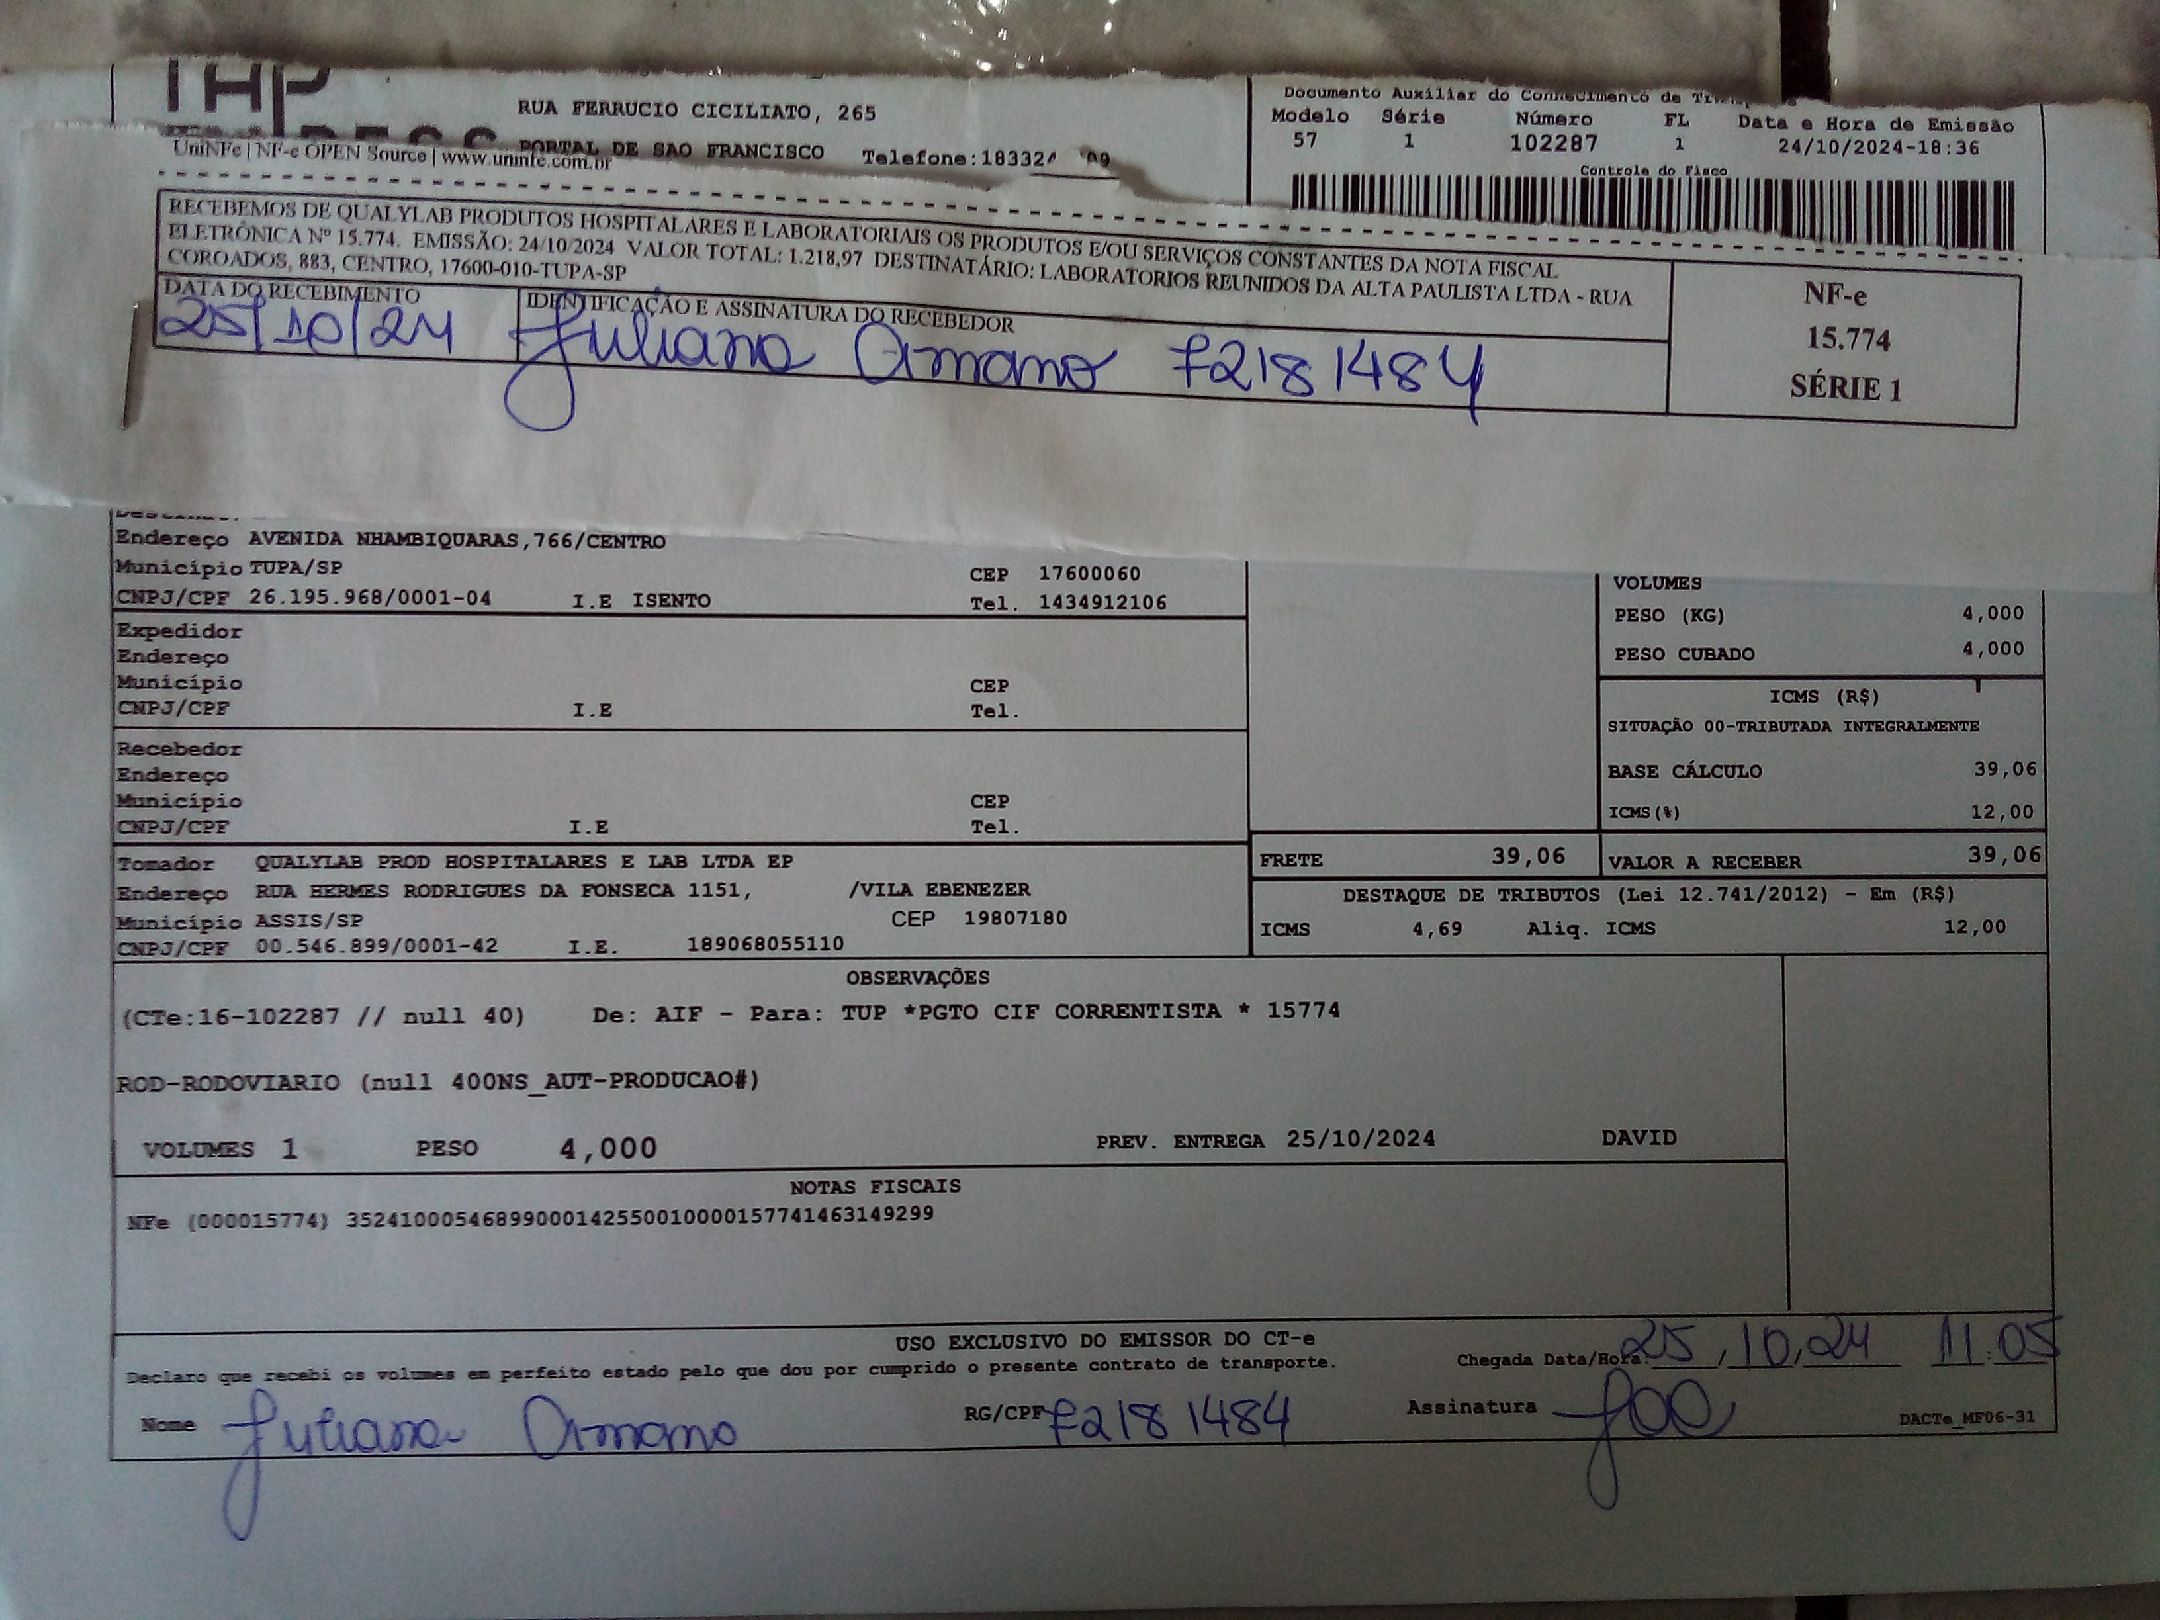 RUA FERRUCIO CICILIATO, 265
PORTAL DE SAO FRANCISCO Telefone:18332
Documento Auxiliar do Conhecimento de
Modelo Série Número FL Data e Hora de Emissão
57 1 102287 1 24/10/2024-18:36
Controle do Fisco
UniNFe | NF-e OPEN Source | www.uninfe.com.br
RECEBEMOS DE QUALYLAB PRODUTOS HOSPITALARES E LABORATORIAIS OS PRODUTOS E/OU SERVIÇOS CONSTANTES DA NOTA FISCAL
ELETRÔNICA Nº 15.774. EMISSÃO: 24/10/2024 VALOR TOTAL: 1.218,97 DESTINATÁRIO: LABORATORIOS REUNIDOS DA ALTA PAULISTA LTDA - RUA
COROADOS, 883, CENTRO, 17600-010-TUPA-SP
DATA DO RECEBIMENTO IDENTIFICAÇÃO E ASSINATURA DO RECEBEDOR
25/10/24 Juliana Amano 72181484
NF-e
15.774
SÉRIE 1
Endereço AVENIDA NHAMBIQUARAS,766/CENTRO
Município TUPA/SP CEP 17600060
CNPJ/CPF 26.195.968/0001-04 I.E ISENTO Tel. 1434912106
Expedidor
Endereço
Município CEP
CNPJ/CPF I.E Tel.
Recebedor
Endereço
Município CEP
CNPJ/CPF I.E Tel.
VOLUMES
PESO (KG) 4,000
PESO CUBADO 4,000
ICMS (R$)
SITUAÇÃO 00-TRIBUTADA INTEGRALMENTE
BASE CÁLCULO 39,06
ICMS(%) 12,00
Tomador QUALYLAB PROD HOSPITALARES E LAB LTDA EP
Endereço RUA HERMES RODRIGUES DA FONSECA 1151, /VILA EBENEZER
Município ASSIS/SP CEP 19807180
CNPJ/CPF 00.546.899/0001-42 I.E. 189068055110
FRETE 39,06 VALOR A RECEBER 39,06
DESTAQUE DE TRIBUTOS (Lei 12.741/2012) - Em (R$)
ICMS 4,69 Aliq. ICMS 12,00
OBSERVAÇÕES
(CTe:16-102287 // null 40) De: AIF - Para: TUP *PGTO CIF CORRENTISTA * 15774
ROD-RODOVIARIO (null 400NS_AUT-PRODUCAO#)
VOLUMES 1 PESO 4,000 PREV. ENTREGA 25/10/2024 DAVID
NOTAS FISCAIS
NFe (000015774) 35241000546899000142550010000157741463149299
USO EXCLUSIVO DO EMISSOR DO CT-e
Declaro que recebi os volumes em perfeito estado pelo que dou por cumprido o presente contrato de transporte. Chegada Data/Hora: 25,10,24 11:05
Nome Juliana Amano RG/CPF 72181484 Assinatura
DACTe_MF06-31